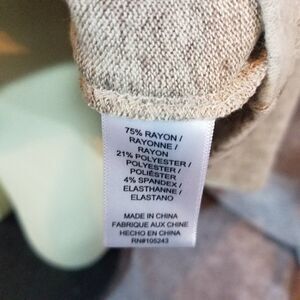 75% RAYON /
RAYONNE /
RAYON
21% POLYESTER /
POLYESTER /
POLIÉSTER
4% SPANDEX /
ELASTHANNE /
ELASTANO
MADE IN CHINA
FABRIQUE AUX CHINE
HECHO EN CHINA
RN#105243